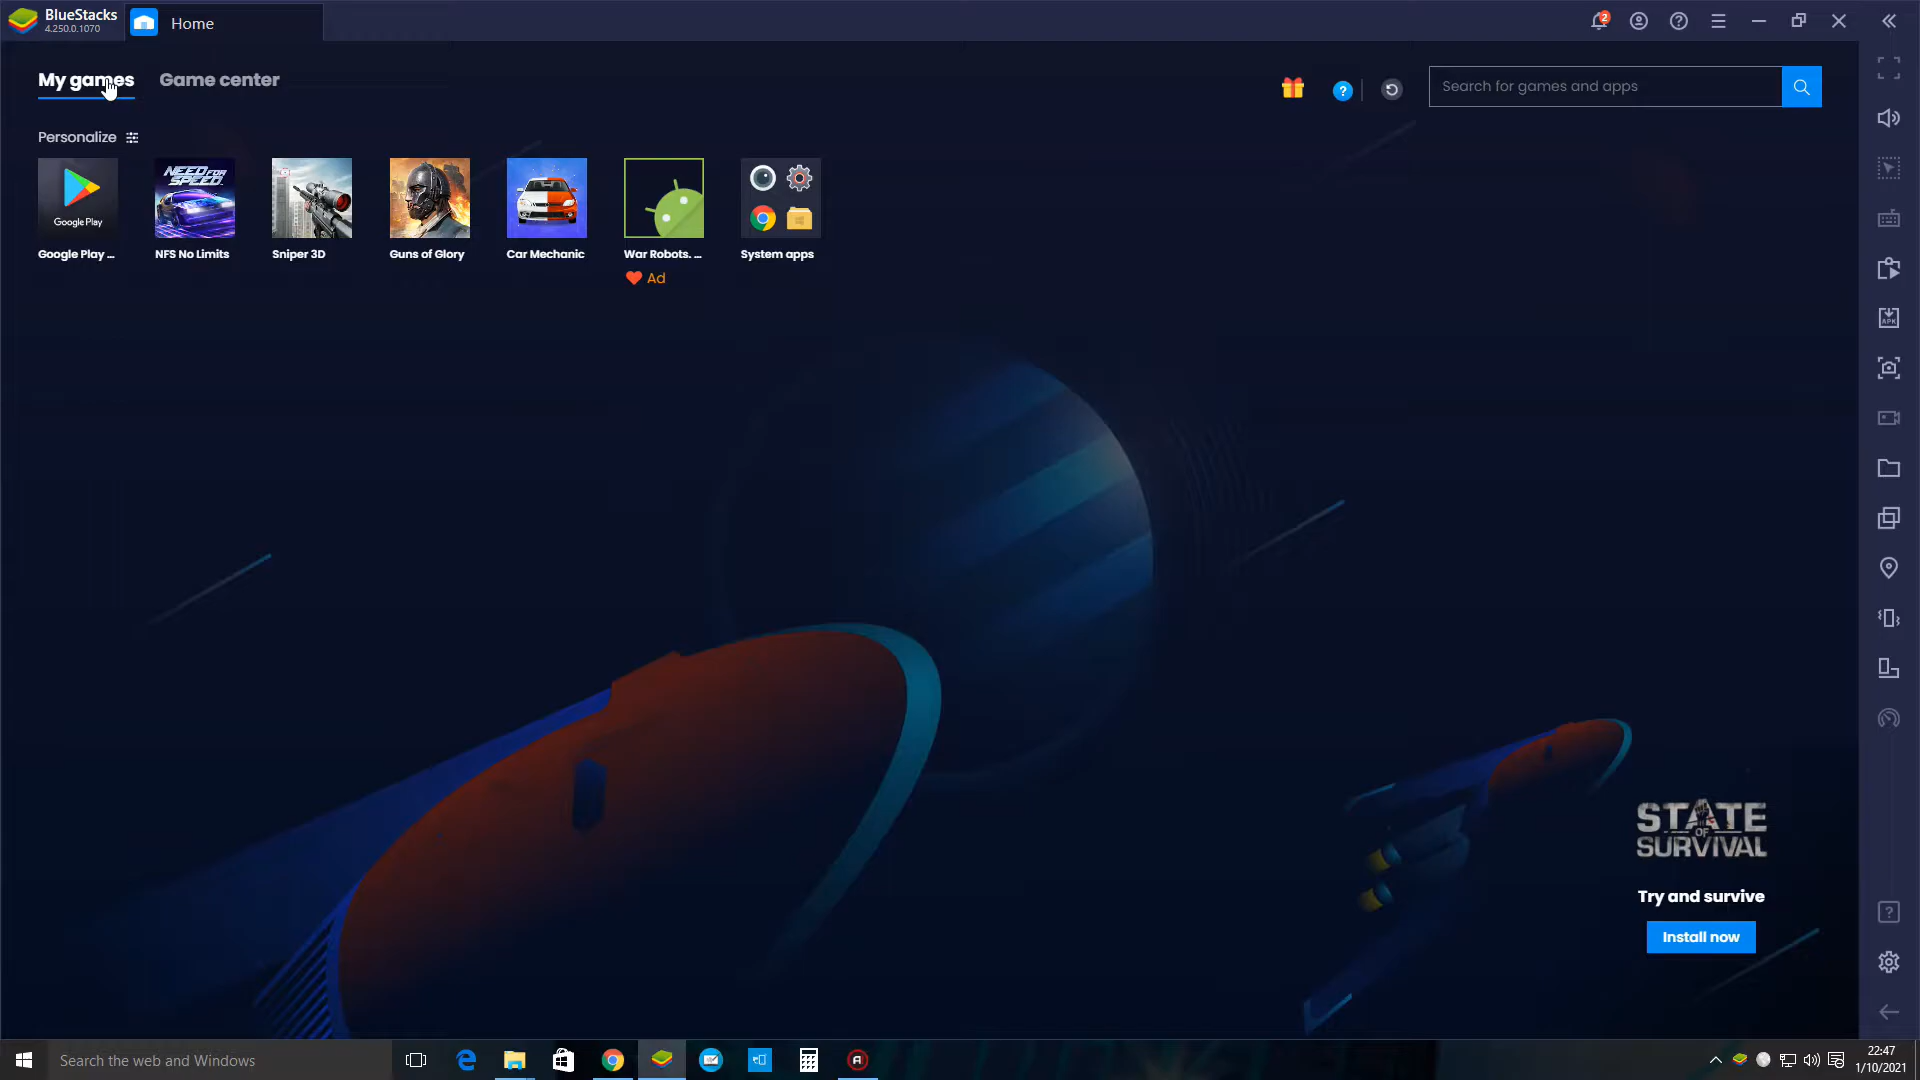 BlueStacks
4.250.0.1070
Home
2
My games
Game center
?
Search for games and apps
Personalize
Google Play
NEED FOR
SPEED
Google Play ...
NFS No Limits
Sniper 3D
Guns of Glory
Car Mechanic
War Robots. ...
System apps
Ad
APK
STATE
OF
SURVIVAL
Try and survive
Install now
Search the web and Windows
22:47
1/10/2021